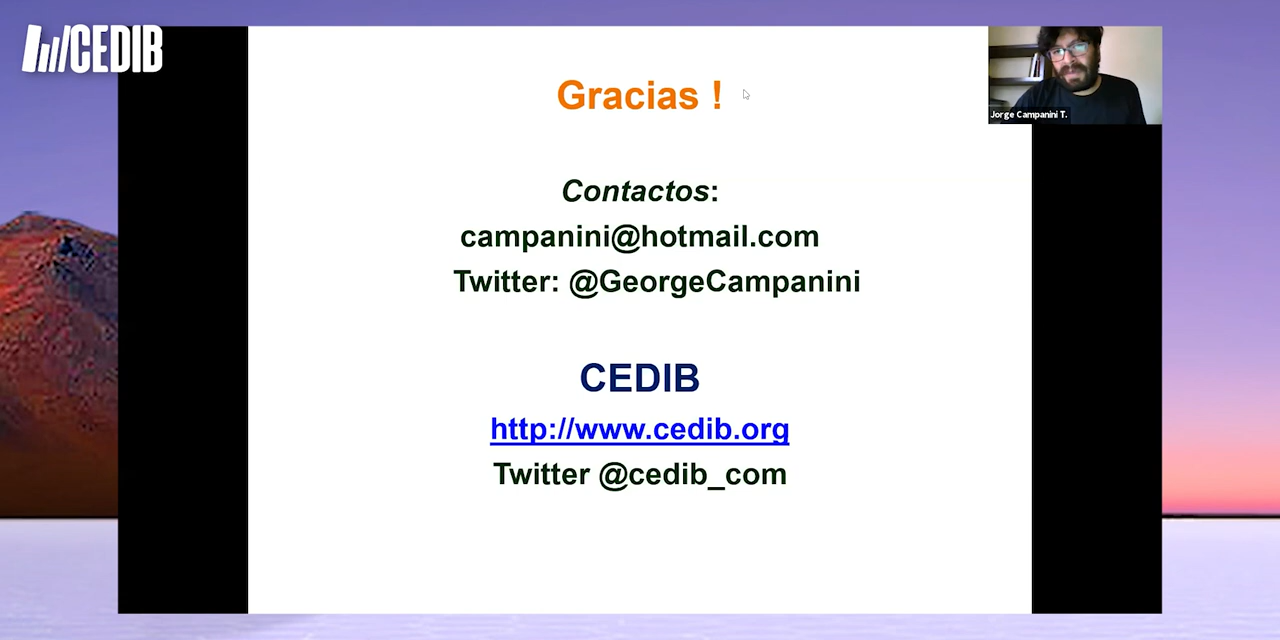 CEDIB
Gracias !
Jorge Campanini T.
Contactos:
campanini@hotmail.com
Twitter: @GeorgeCampanini
CEDIB
http://www.cedib.org
Twitter @cedib_com